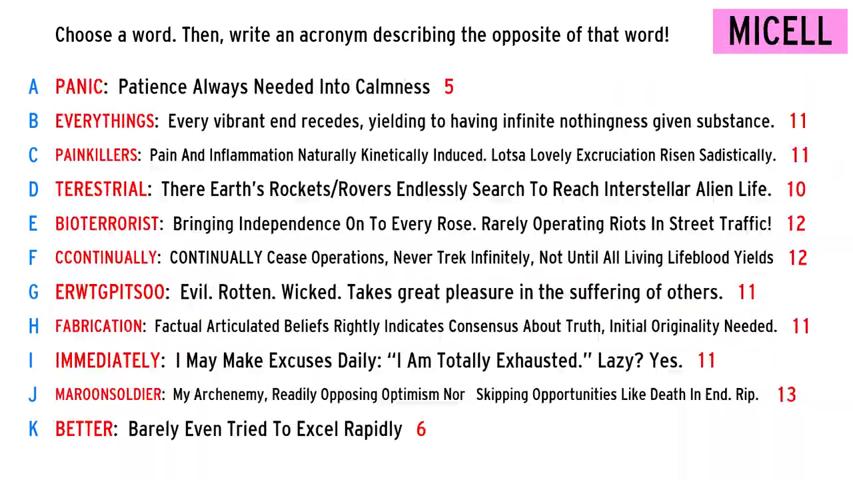 Choose a word. Then, write an acronym describing the opposite of that word!
MICELL
A PANIC: Patience Always Needed Into Calmness 5
B EVERYTHINGS: Every vibrant end recedes, yielding to having infinite nothingness given substance. 11
C PAINKILLERS: Pain And Inflammation Naturally Kinetically Induced. Lotsa Lovely Excruciation Risen Sadistically. 11
D TERESTRIAL: There Earth's Rockets/Rovers Endlessly Search To Reach Interstellar Alien Life. 10
E BIOTERRORIST: Bringing Independence On To Every Rose. Rarely Operating Riots In Street Traffic! 12
F CCONTINUALLY: CONTINUALLY Cease Operations, Never Trek Infinitely, Not Until All Living Lifeblood Yields 12
G ERWTGPITSOO: Evil. Rotten. Wicked. Takes great pleasure in the suffering of others. 11
H FABRICATION: Factual Articulated Beliefs Rightly Indicates Consensus About Truth, Initial Originality Needed. 11
I IMMEDIATELY: I May Make Excuses Daily: “I Am Totally Exhausted.” Lazy? Yes. 11
J MAROONSOLDIER: My Archenemy, Readily Opposing Optimism Nor Skipping Opportunities Like Death In End. Rip. 13
K BETTER: Barely Even Tried To Excel Rapidly 6